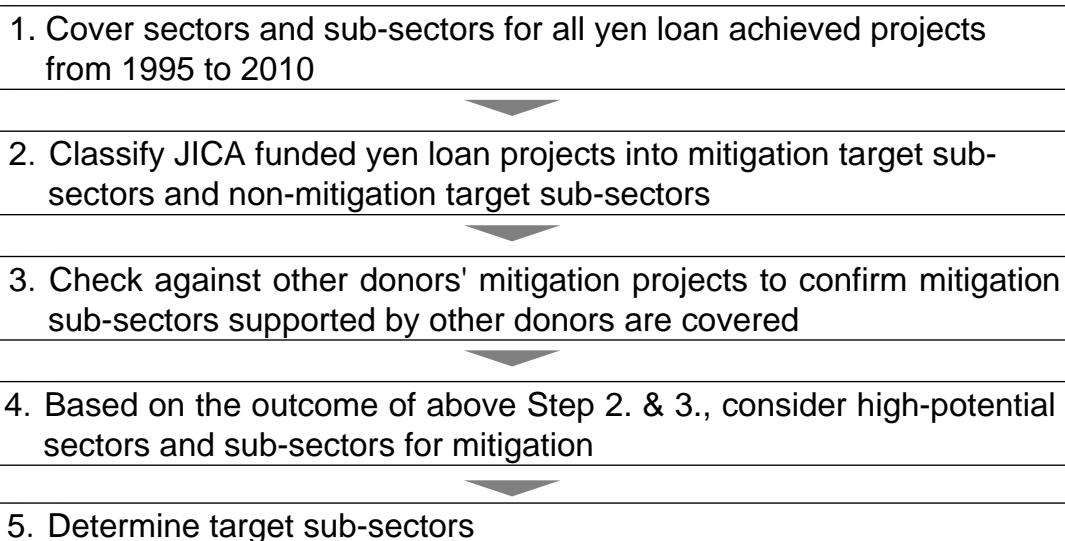 1. Cover sectors and sub-sectors for all yen loan achieved projects
from 1995 to 2010
2. Classify JICA funded yen loan projects into mitigation target sub-
sectors and non-mitigation target sub-sectors
3. Check against other donors' mitigation projects to confirm mitigation
sub-sectors supported by other donors are covered
4. Based on the outcome of above Step 2. & 3., consider high-potential
sectors and sub-sectors for mitigation
5. Determine target sub-sectors